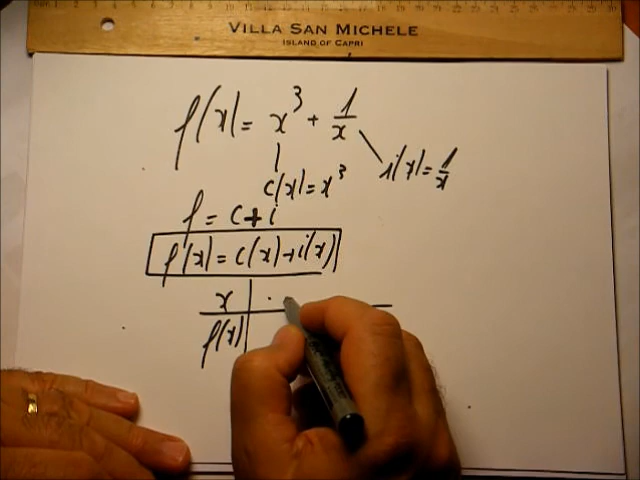 VILLA SAN MICHELE
ISLAND OF CAPRI
f(x)= x³ + 1/x
c(x)=x³
i(x)=1/x
f = c+i
f(x)= c(x)+i(x)
x
f(x)